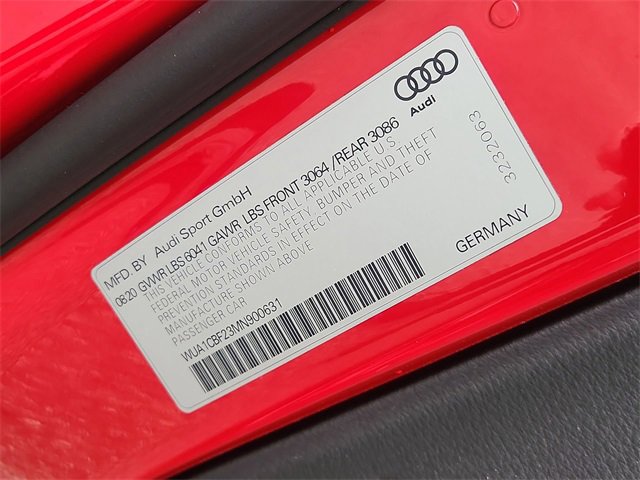 Audi
MFD. BY Audi Sport GmbH
08.20 GVWR LBS 6041 GAWR LBS FRONT 3064 /REAR 3086
THIS VEHICLE CONFORMS TO ALL APPLICABLE U.S.
FEDERAL MOTOR VEHICLE SAFETY, BUMPER AND THEFT
PREVENTION STANDARDS IN EFFECT ON THE DATE OF
MANUFACTURE SHOWN ABOVE
PASSENGER CAR
WUA1CBF23MN900631
3232063
GERMANY